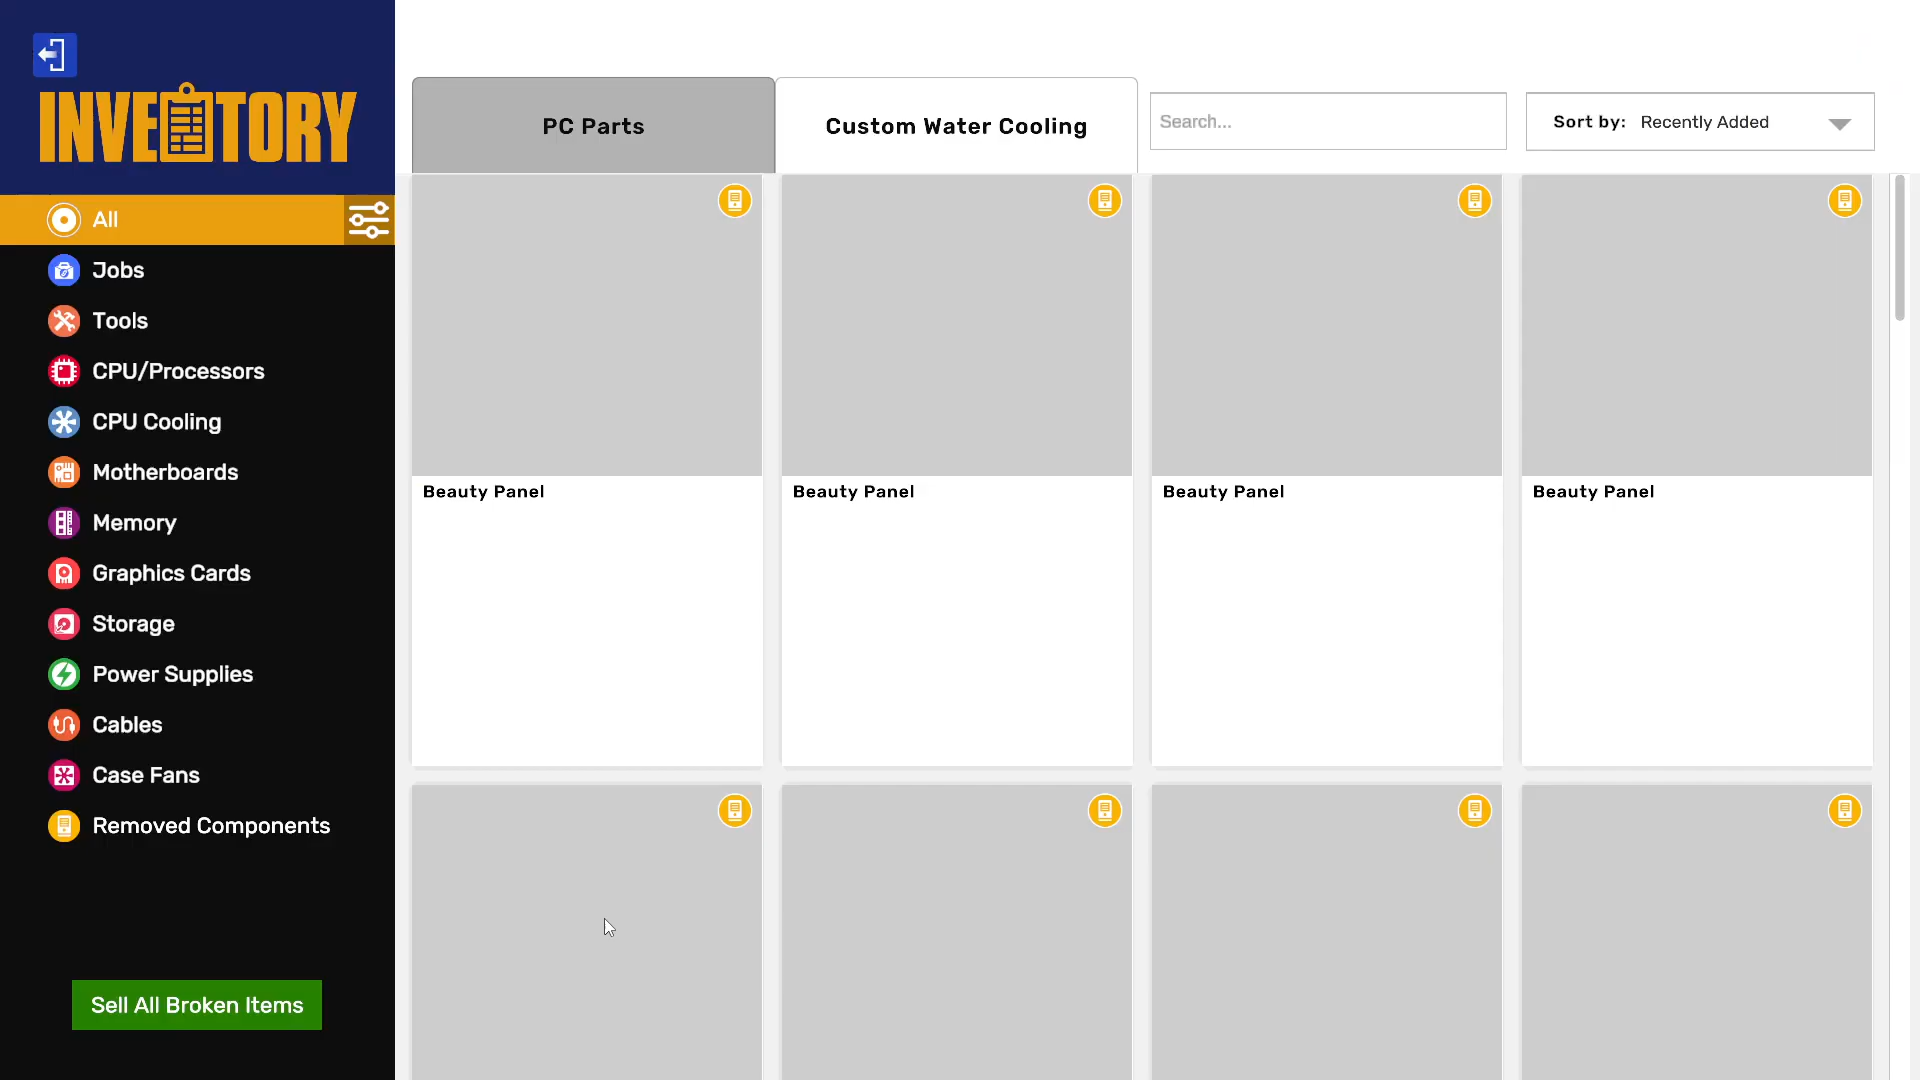 INVENTORY
All
Jobs
Tools
CPU/Processors
CPU Cooling
Motherboards
Memory
Graphics Cards
Storage
Power Supplies
Cables
Case Fans
Removed Components
Sell All Broken Items
PC Parts
Custom Water Cooling
Search...
Sort by: Recently Added
Beauty Panel
Beauty Panel
Beauty Panel
Beauty Panel